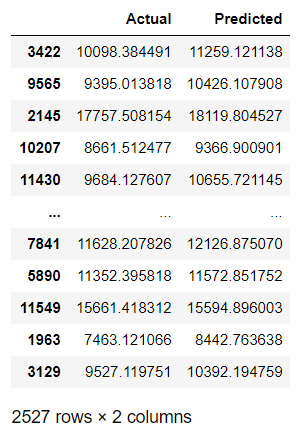 Actual Predicted
3422 10098.384491 11259.121138
9565 9395.013818 10426.107908
2145 17757.508154 18119.804527
10207 8661.512477 9366.900901
11430 9684.127607 10655.721145
... ... ...
7841 11628.207826 12126.875070
5890 11352.395818 11572.851752
11549 15661.418312 15594.896003
1963 7463.121066 8442.763638
3129 9527.119751 10392.194759
2527 rows × 2 columns